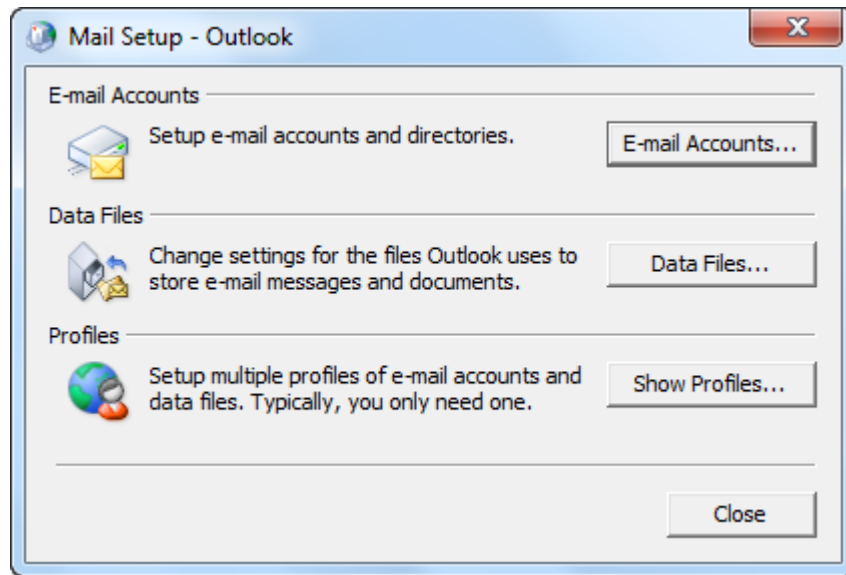 Mail Setup - Outlook
E-mail Accounts
Setup e-mail accounts and directories.
E-mail Accounts...
Data Files
Change settings for the files Outlook uses to
store e-mail messages and documents.
Data Files...
Profiles
Setup multiple profiles of e-mail accounts and
data files. Typically, you only need one.
Show Profiles...
Close